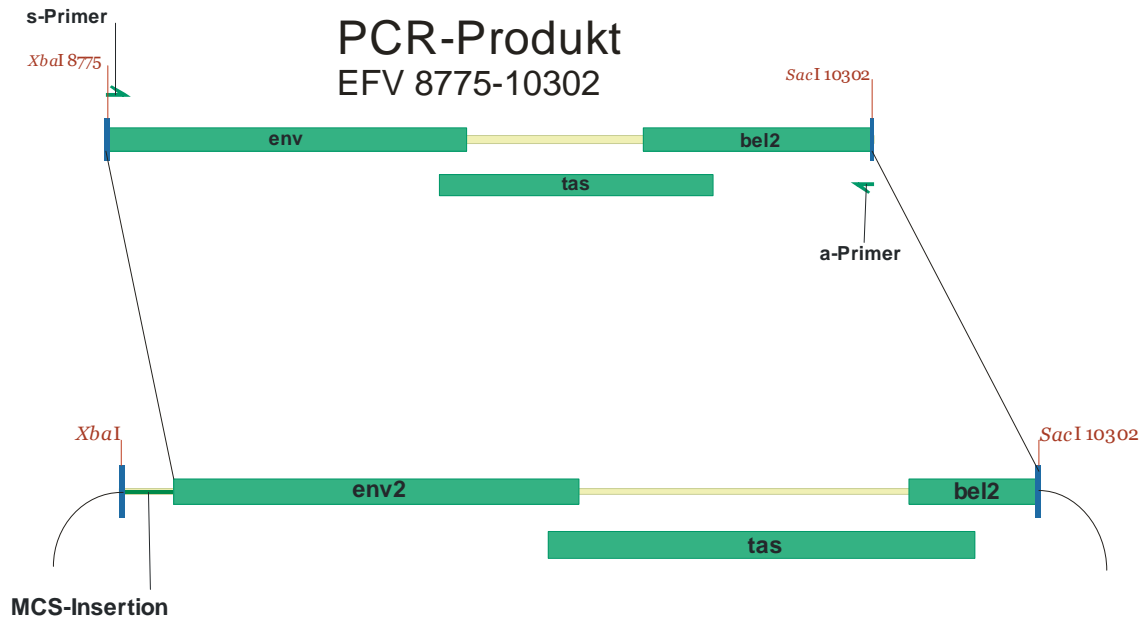 s-Primer
PCR-Produkt
XbaI 8775
EFV 8775-10302
SacI 10302
env
bel2
tas
a-Primer
XbaI
SacI 10302
env2
bel2
tas
MCS-Insertion